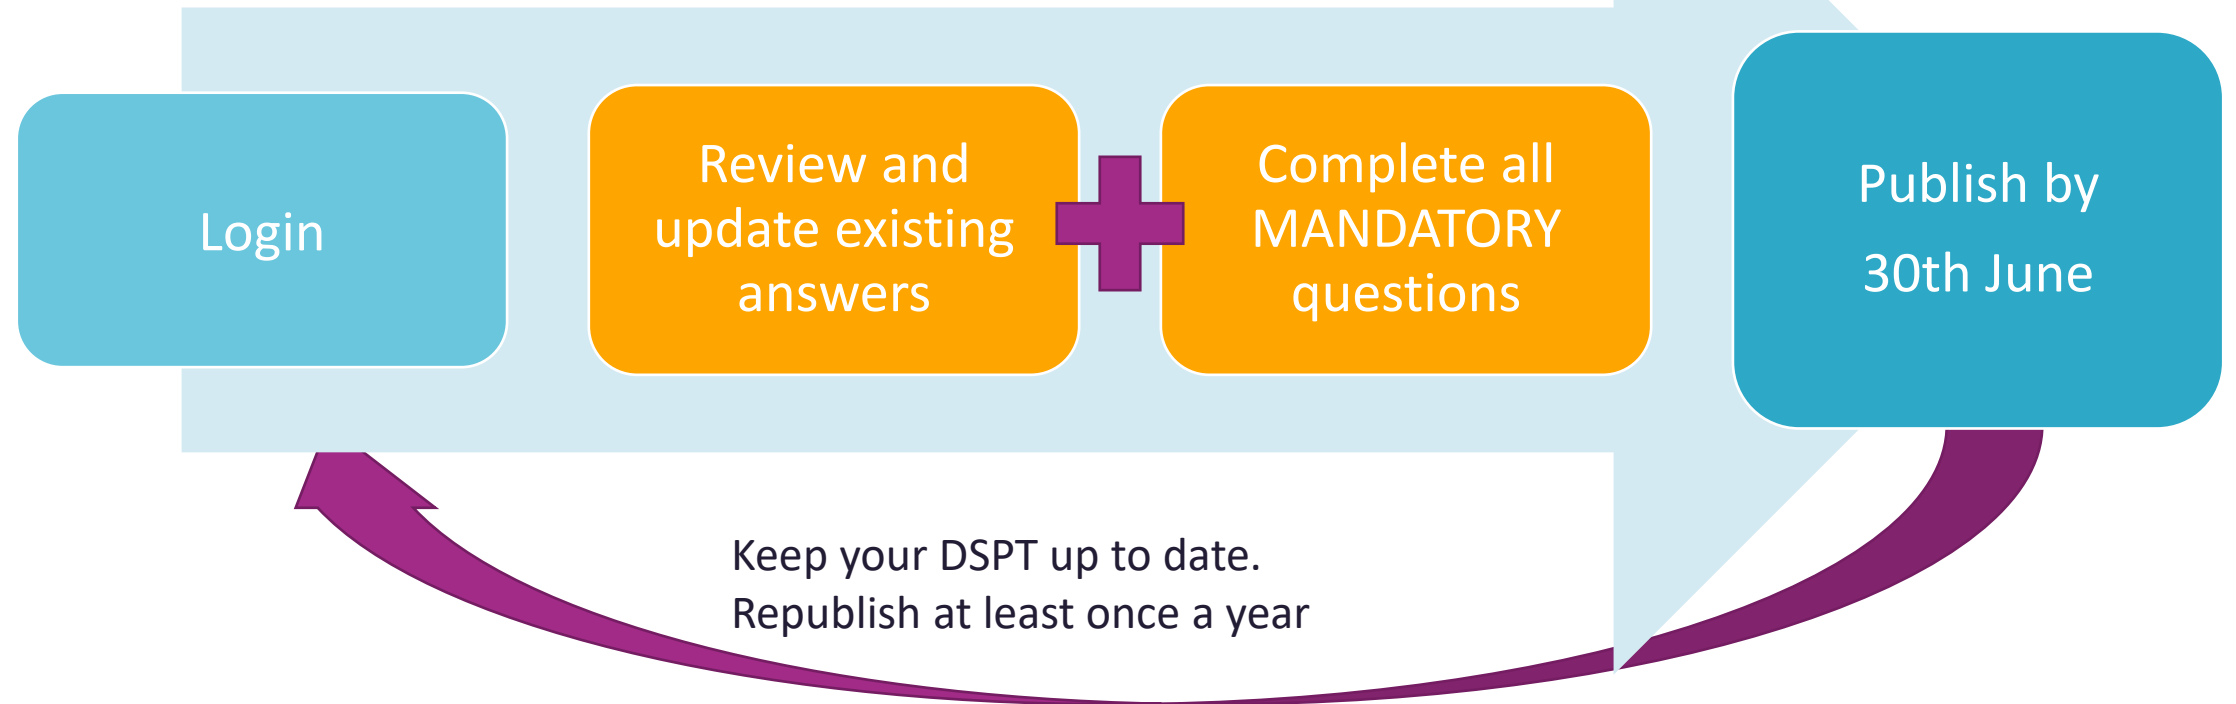 Login
Review and
update existing
answers
Complete all
MANDATORY
questions
Publish by
30th June
Keep your DSPT up to date.
Republish at least once a year